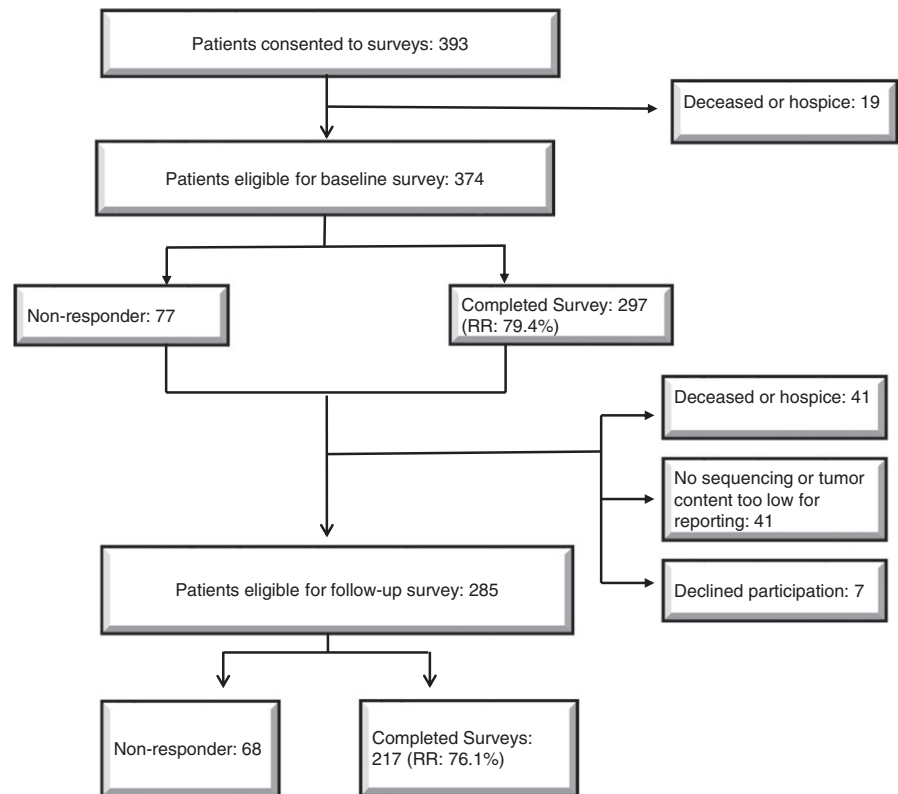 Patients consented to surveys: 393
Deceased or hospice: 19
Patients eligible for baseline survey: 374
Non-responder: 77
Completed Survey: 297
(RR: 79.4%)
Deceased or hospice: 41
No sequencing or tumor
content too low for
reporting: 41
Declined participation: 7
Patients eligible for follow-up survey: 285
Non-responder: 68
Completed Surveys:
217 (RR: 76.1%)